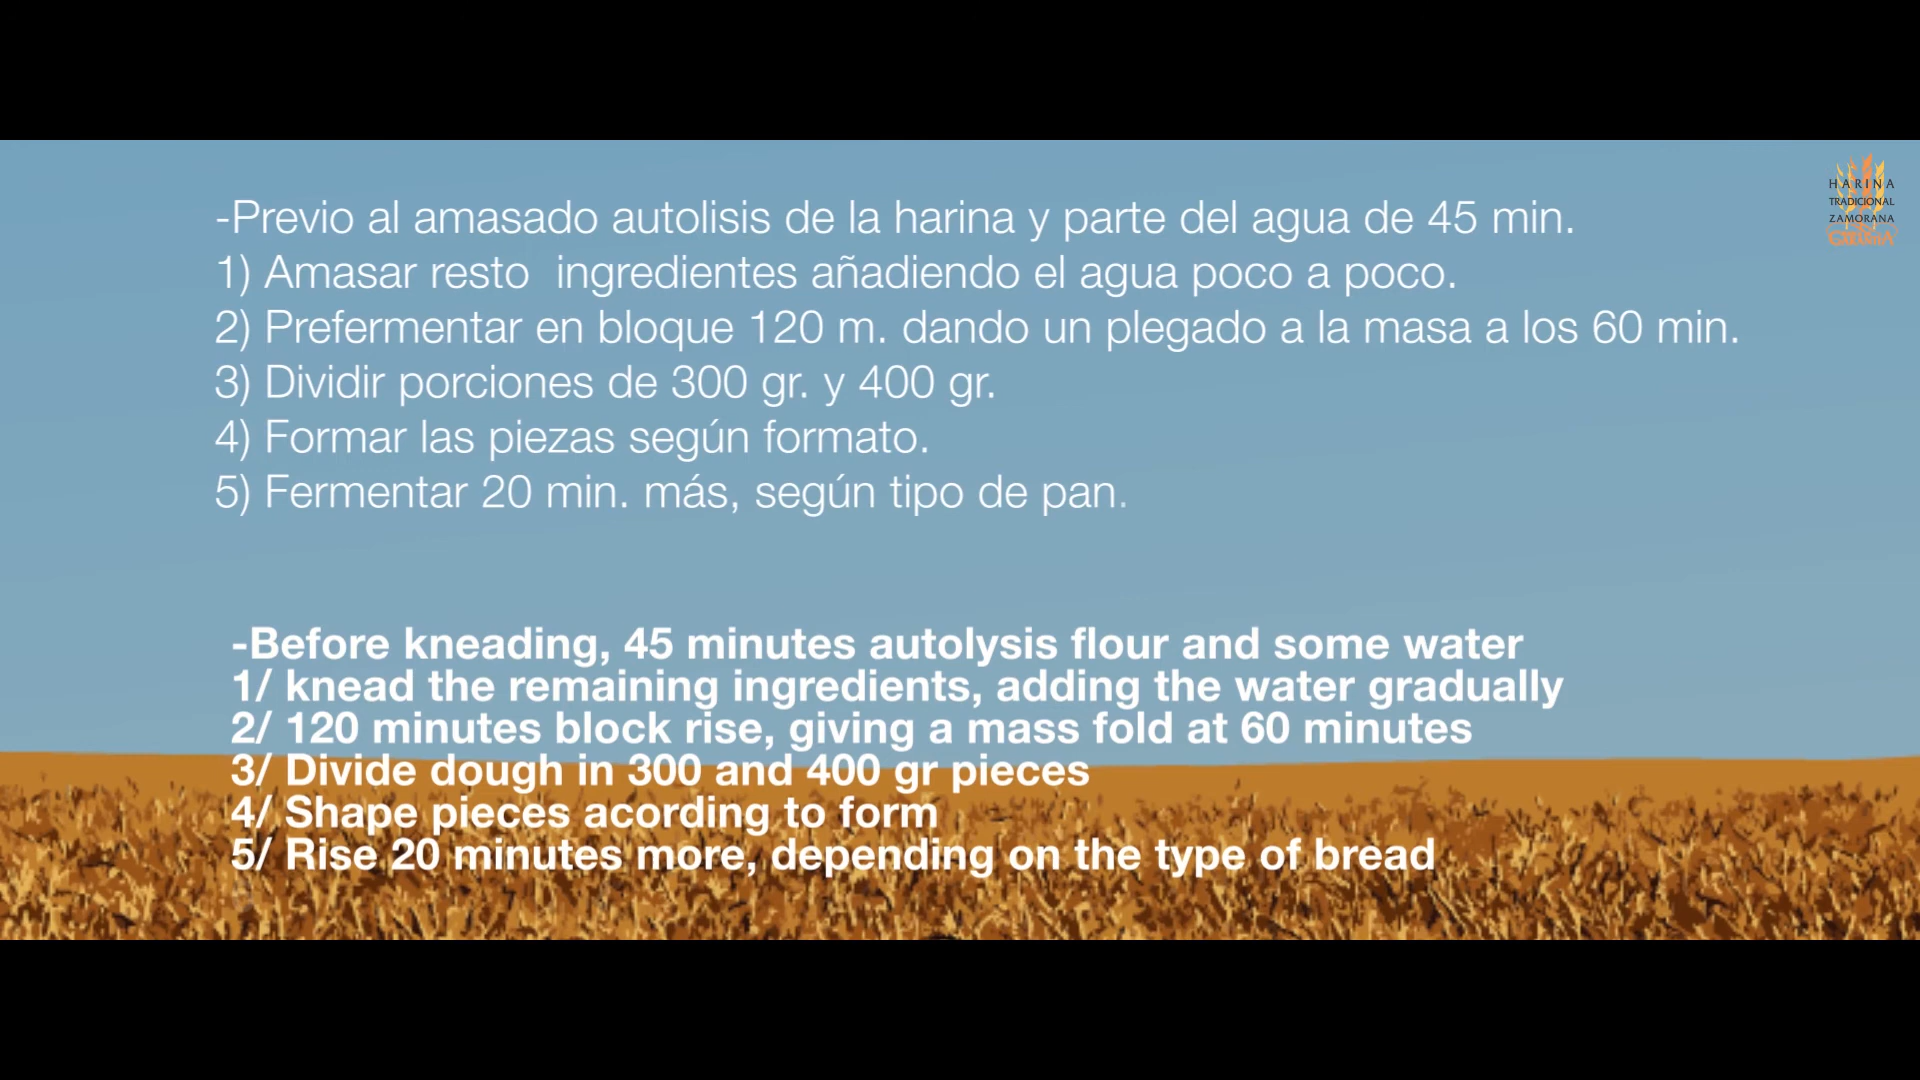 -Previo al amasado autolisis de la harina y parte del agua de 45 min.
1) Amasar resto  ingredientes añadiendo el agua poco a poco.
2) Prefermentar en bloque 120 m. dando un plegado a la masa a los 60 min.
3) Dividir porciones de 300 gr. y 400 gr.
4) Formar las piezas según formato.
5) Fermentar 20 min. más, según tipo de pan.
-Before kneading, 45 minutes autolysis flour and some water
1/ knead the remaining ingredients, adding the water gradually
2/ 120 minutes block rise, giving a mass fold at 60 minutes
3/ Divide dough in 300 and 400 gr pieces
4/ Shape pieces acording to form
5/ Rise 20 minutes more, depending on the type of bread
HARINA
TRADICIONAL
ZAMORANA